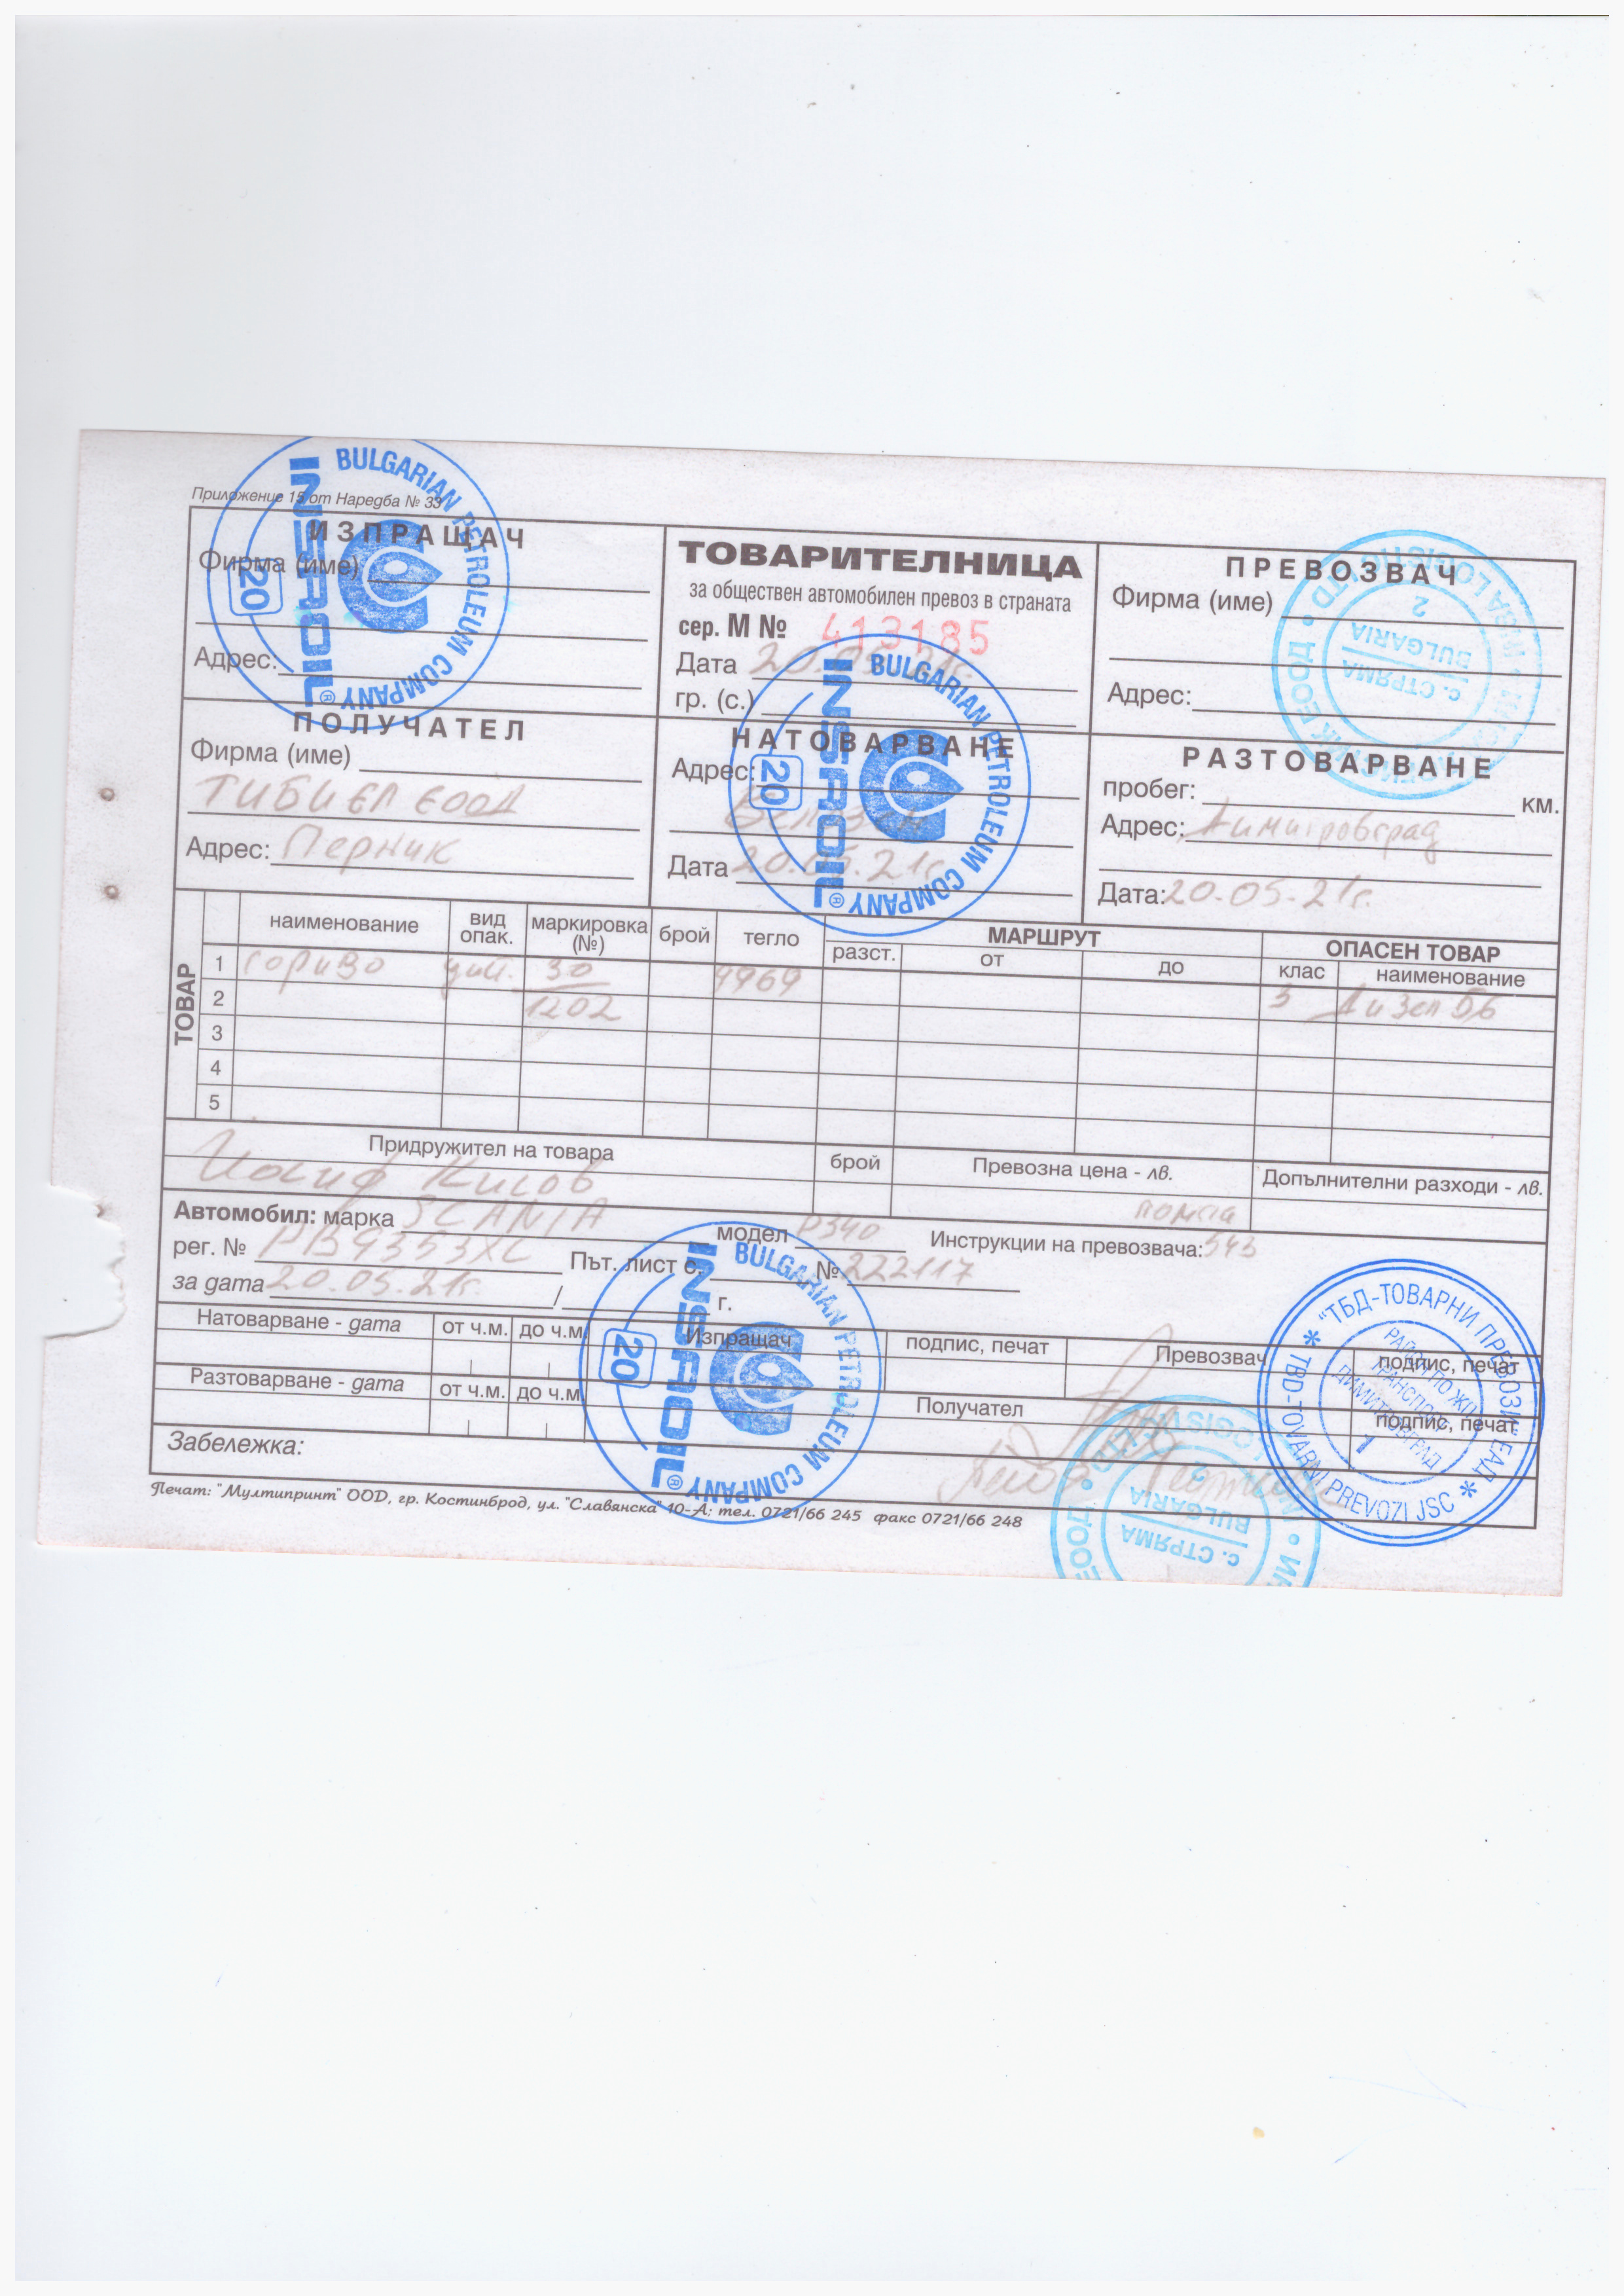 Приложение 15 от Наредба № 33
ИЗПРАЩАЧ
Фирма (име)
Адрес:
BULGARIAN PETROLEUM COMPANY
INSAOIL®
20
ТОВАРИТЕЛНИЦА
за обществен автомобилен превоз в страната
сер. М № 413185
Дата 20.05.21г.
гр. (с.)
ПРЕВОЗВАЧ
Фирма (име)
Адрес:
с. СТРЯМА
BULGARIA
2
ПОЛУЧАТЕЛ
Фирма (име)
ТИБИЕЛ ЕООД
Адрес: Перник
НАТОВАРВАНЕ
Адрес:
Дата 20.05.21г.
BULGARIAN PETROLEUM COMPANY
INSAOIL®
20
РАЗТОВАРВАНЕ
пробег: км.
Адрес: Димитровград
Дата: 20.05.21г.
ТОВАР
наименование вид опак. маркировка (№) брой тегло МАРШРУТ ОПАСЕН ТОВАР
разст. от до клас наименование
1 гориво цист. 30 9969
2 1202 3 Дизел Б6
3
4
5
Придружител на товара брой Превозна цена - лв. Допълнителни разходи - лв.
Йосиф Кисов
помпа
Автомобил: марка SCANIA модел P340 Инструкции на превозвача: 543
рег. № PB9353XC Път. лист с. № 222117
за дата 20.05.21г. / г.
Натоварване - дата от ч.м. до ч.м. Изпращач подпис, печат Превозвач подпис, печат
Разтоварване - дата от ч.м. до ч.м. Получател подпис, печат
Забележка:
BULGARIAN PETROLEUM COMPANY
INSAOIL®
20
с. СТРЯМА
BULGARIA
2
"ТБД-ТОВАРНИ ПРЕВОЗИ" ЕАД
TBD-TOVARNI PREVOZI JSC
РАЙОН ПО ЖП
ТРАНСПОРТ
ДИМИТРОВГРАД
1
Печат: "Мултипринт" ООД, гр. Костинброд, ул. "Славянска" 10-А; тел. 0721/66 245 факс 0721/66 248